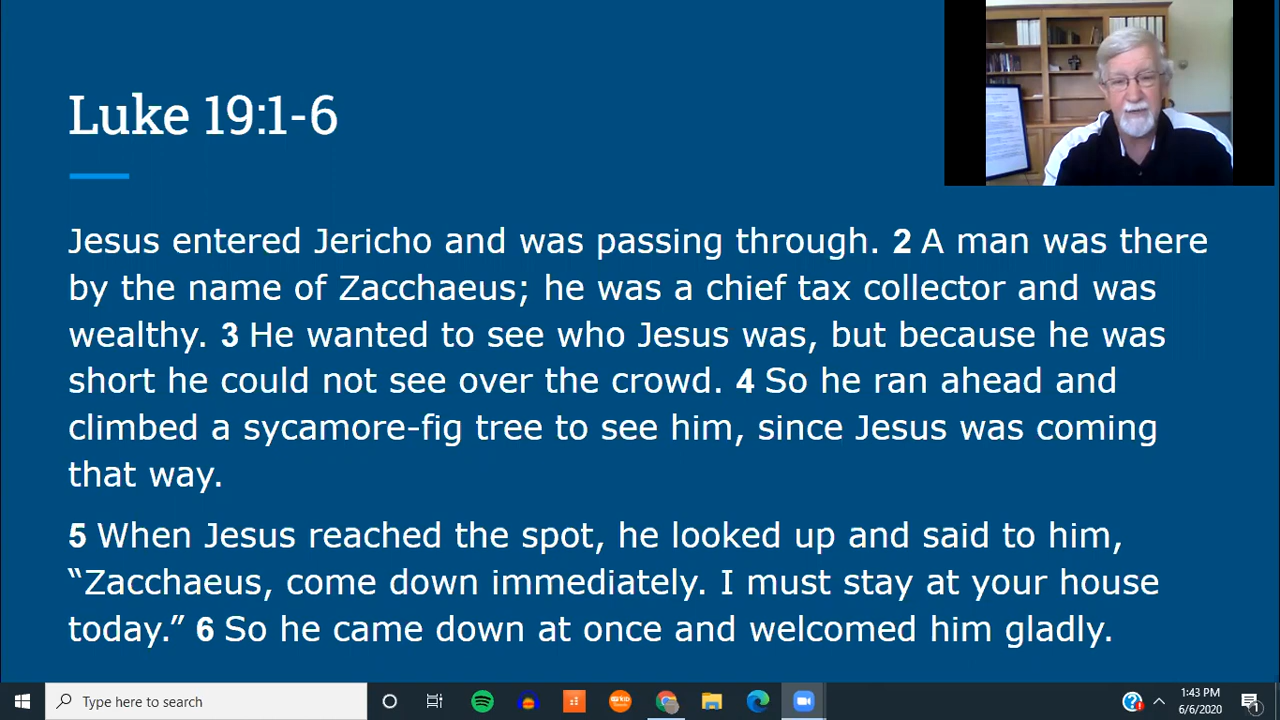 Luke 19:1-6
Jesus entered Jericho and was passing through. 2 A man was there
by the name of Zacchaeus; he was a chief tax collector and was
wealthy. 3 He wanted to see who Jesus was, but because he was
short he could not see over the crowd. 4 So he ran ahead and
climbed a sycamore-fig tree to see him, since Jesus was coming
that way.
5 When Jesus reached the spot, he looked up and said to him,
“Zacchaeus, come down immediately. I must stay at your house
today.” 6 So he came down at once and welcomed him gladly.
Type here to search
1:43 PM
6/6/2020